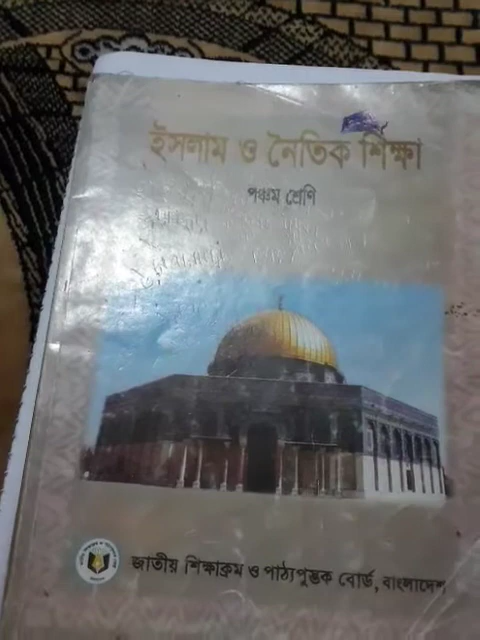 ইসলাম ও নৈতিক শিক্ষা
পঞ্চম শ্রেণি
জাতীয় শিক্ষাক্রম ও পাঠ্যপুস্তক বোর্ড, বাংলাদেশ